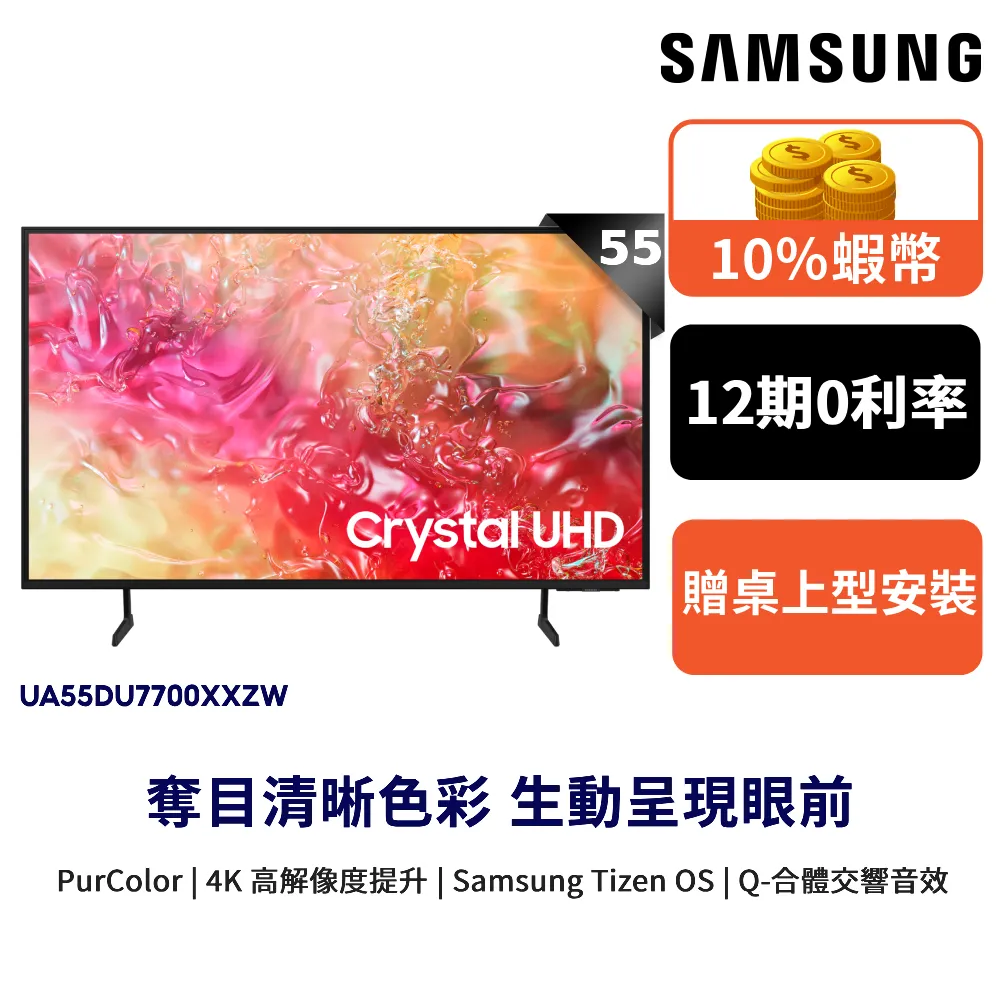 SAMSUNG
55
10%蝦幣
12期0利率
Crystal UHD
贈桌上型安裝
UA55DU7700XXZW
奪目清晰色彩 生動呈現眼前
PurColor | 4K 高解像度提升 | Samsung Tizen OS | Q-合體交響音效